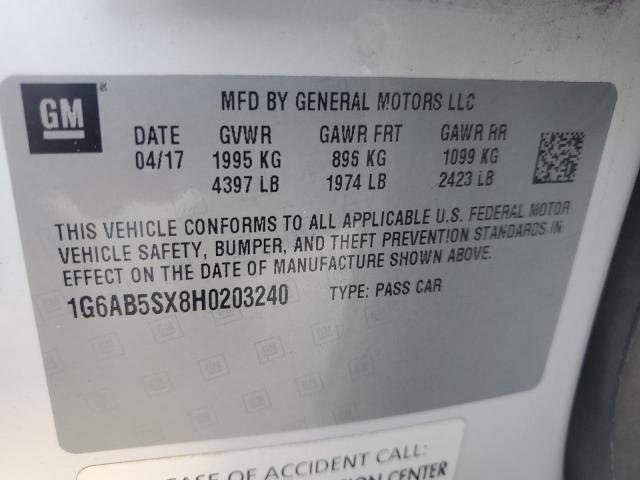 GM
MFD BY GENERAL MOTORS LLC
DATE GVWR GAWR FRT GAWR RR
04/17 1995 KG 896 KG 1099 KG
4397 LB 1974 LB 2423 LB
THIS VEHICLE CONFORMS TO ALL APPLICABLE U.S. FEDERAL MOTOR
VEHICLE SAFETY, BUMPER, AND THEFT PREVENTION STANDARDS IN
EFFECT ON THE DATE OF MANUFACTURE SHOWN ABOVE.
1G6AB5SX8H0203240 TYPE: PASS CAR
OF ACCIDENT CALL:
CENTER